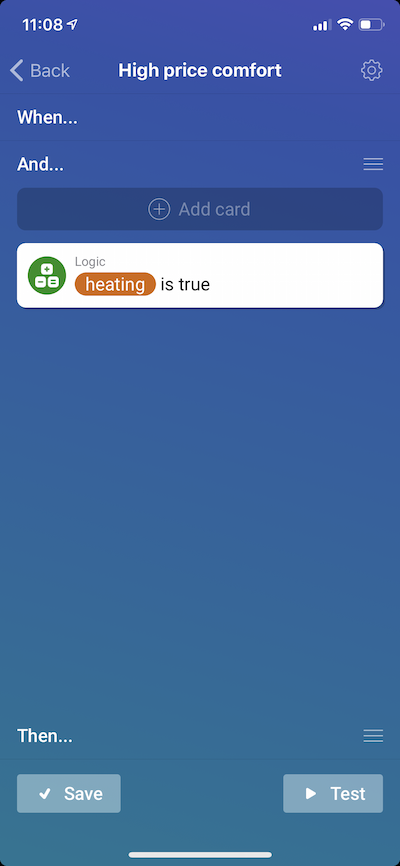 11:08
Back High price comfort
When...
And...
Add card
Logic
heating is true
Then...
Save Test